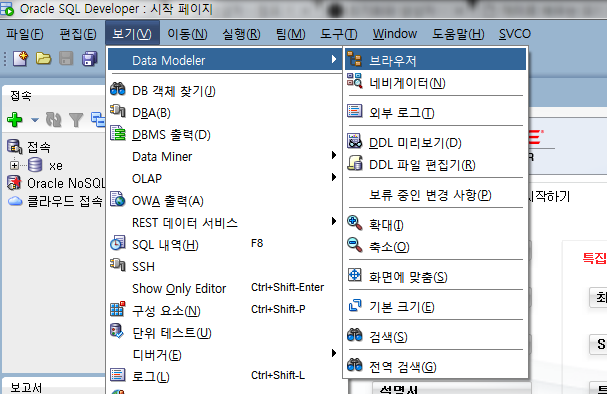 Oracle SQL Developer : 시작 페이지
파일(F) 편집(E) 보기(V) 이동(N) 실행(R) 팀(M) 도구(T) Window 도움말(H) SVCO
접속
접속
xe
Oracle NoSQL
클라우드 접속
보고서
Data Modeler
DB 객체 찾기(J)
DBA(B)
DBMS 출력(D)
Data Miner
OLAP
OWA 출력(A)
REST 데이터 서비스
SQL 내역(H) F8
SSH
Show Only Editor Ctrl+Shift-Enter
구성 요소(N) Ctrl+Shift-P
단위 테스트(U)
디버거(E)
로그(L) Ctrl+Shift-L
브라우저
네비게이터(N)
외부 로그(T)
DDL 미리보기(D)
DDL 파일 편집기(R)
보류 중인 변경 사항(P)
확대(I)
축소(O)
화면에 맞춤(S)
기본 크기(E)
검색(S)
전역 검색(G)
E
R
시작하기
특집
최
S
특
설명서